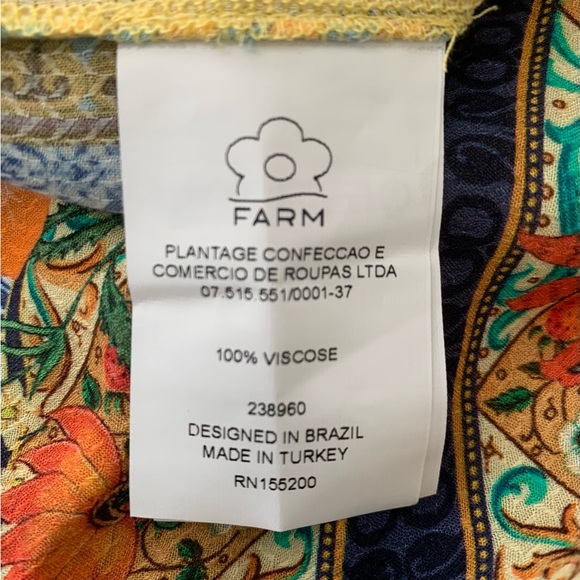 FARM
PLANTAGE CONFECCAO E
COMERCIO DE ROUPAS LTDA
07.515.551/0001-37
100% VISCOSE
238960
DESIGNED IN BRAZIL
MADE IN TURKEY
RN155200